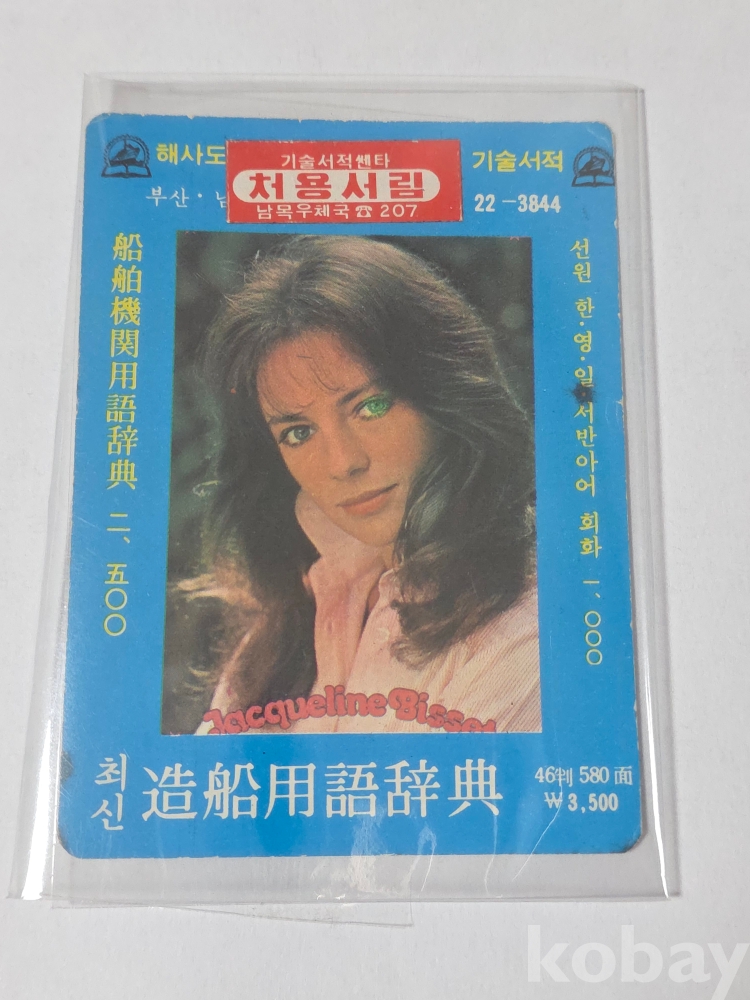 해사도
기술서적쎈타
처용서림
남목우체국 ☎ 207
기술서적
부산·
22-3844
船舶機関用語辞典 二、五〇〇
선원 한·영·일·서반아어 회화 一、〇〇〇
Jacqueline Bisset
최신 造船用語辞典
46判 580面
₩3,500
kobay